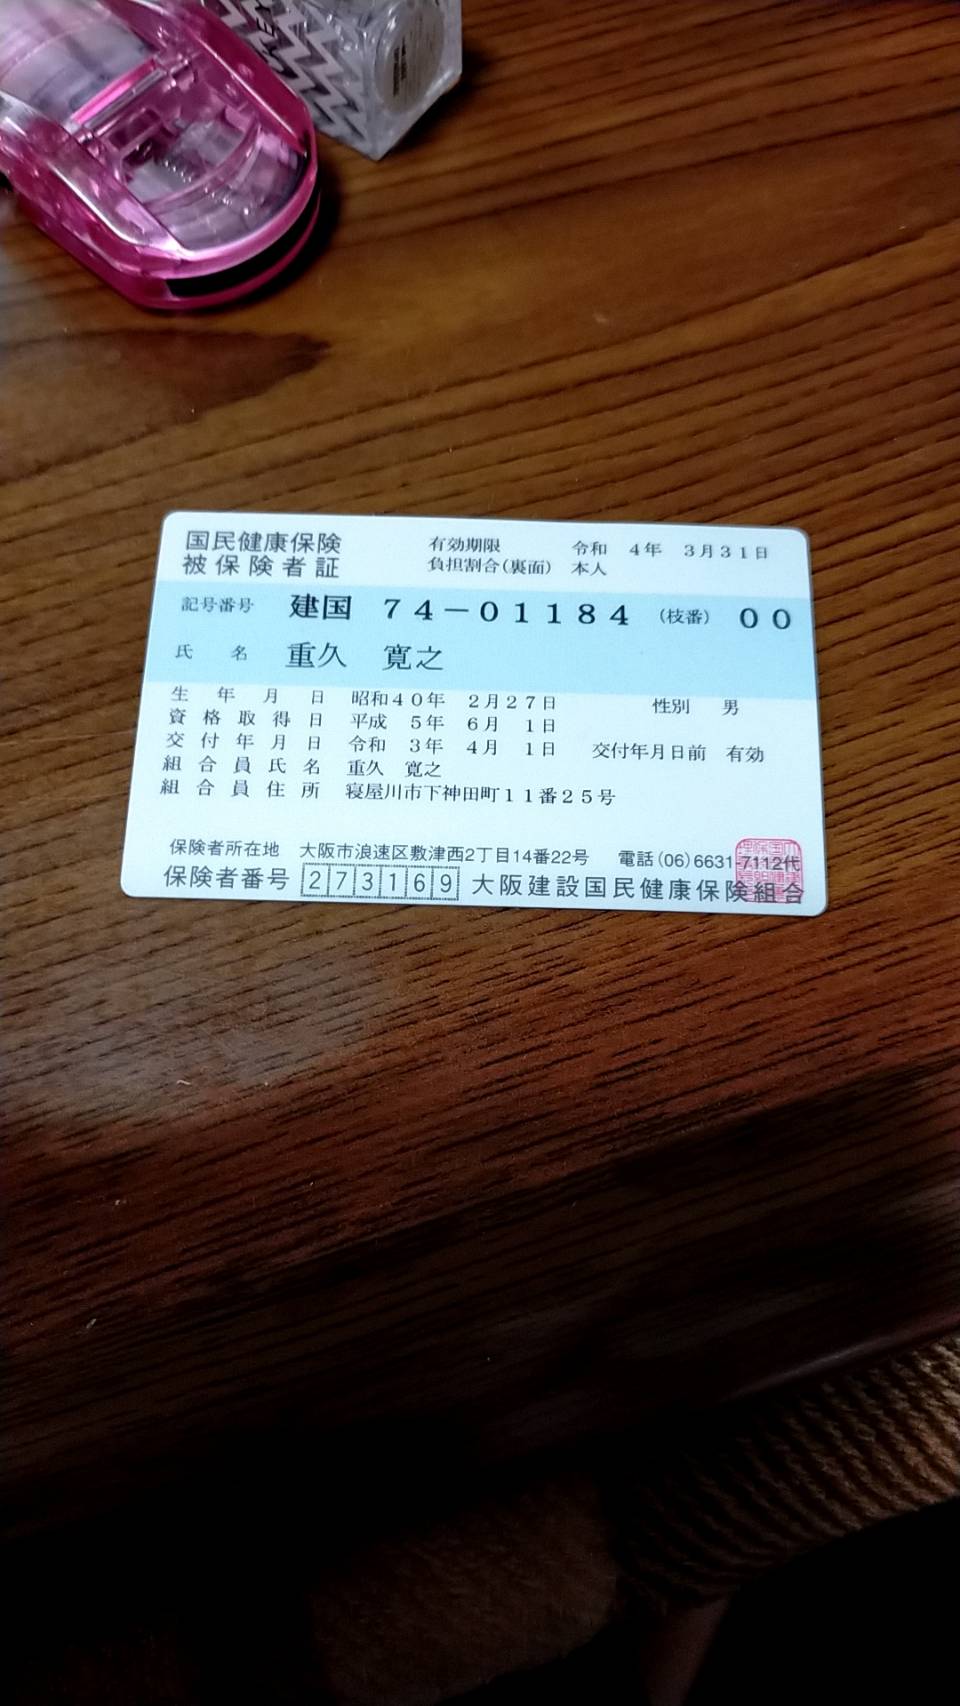 国民健康保険
被保険者証
有効期限 令和 4年 3月31日
負担割合(裏面) 本人
記号番号 建国 74-01184 (枝番) 00
氏名 重久 寛之
生年月日 昭和40年 2月27日 性別 男
資格取得日 平成 5年 6月 1日
交付年月日 令和 3年 4月 1日 交付年月日前 有効
組合員氏名 重久 寛之
組合員住所 寝屋川市下神田町11番25号
保険者所在地 大阪市浪速区敷津西2丁目14番22号 電話(06)6631-7112代
保険者番号 273169 大阪建設国民健康保険組合